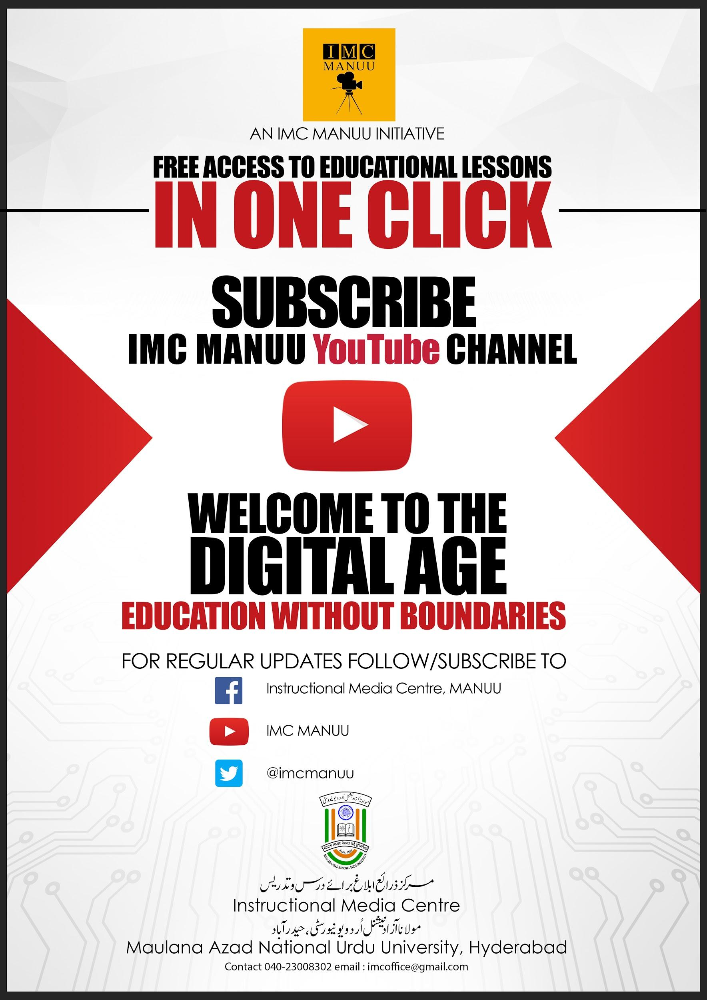 IMC
MANUU
AN IMC MANUU INITIATIVE
FREE ACCESS TO EDUCATIONAL LESSONS
IN ONE CLICK
SUBSCRIBE
IMC MANUU YouTube CHANNEL
WELCOME TO THE
DIGITAL AGE
EDUCATION WITHOUT BOUNDARIES
FOR REGULAR UPDATES FOLLOW/SUBSCRIBE TO
Instructional Media Centre, MANUU
IMC MANUU
@imcmanuu
مولانا آزاد نیشنل اُردو یونیورسٹی
मौलाना आज़ाद नेशनल उर्दू यूनिवर्सिटी
Estd. 1998
MAULANA AZAD NATIONAL URDU UNIVERSITY
مرکز ذرائع ابلاغ برائے درس و تدریس
Instructional Media Centre
مولانا آزاد نیشنل اُردو یونیورسٹی، حیدرآباد
Maulana Azad National Urdu University, Hyderabad
Contact 040-23008302 email : imcoffice@gmail.com